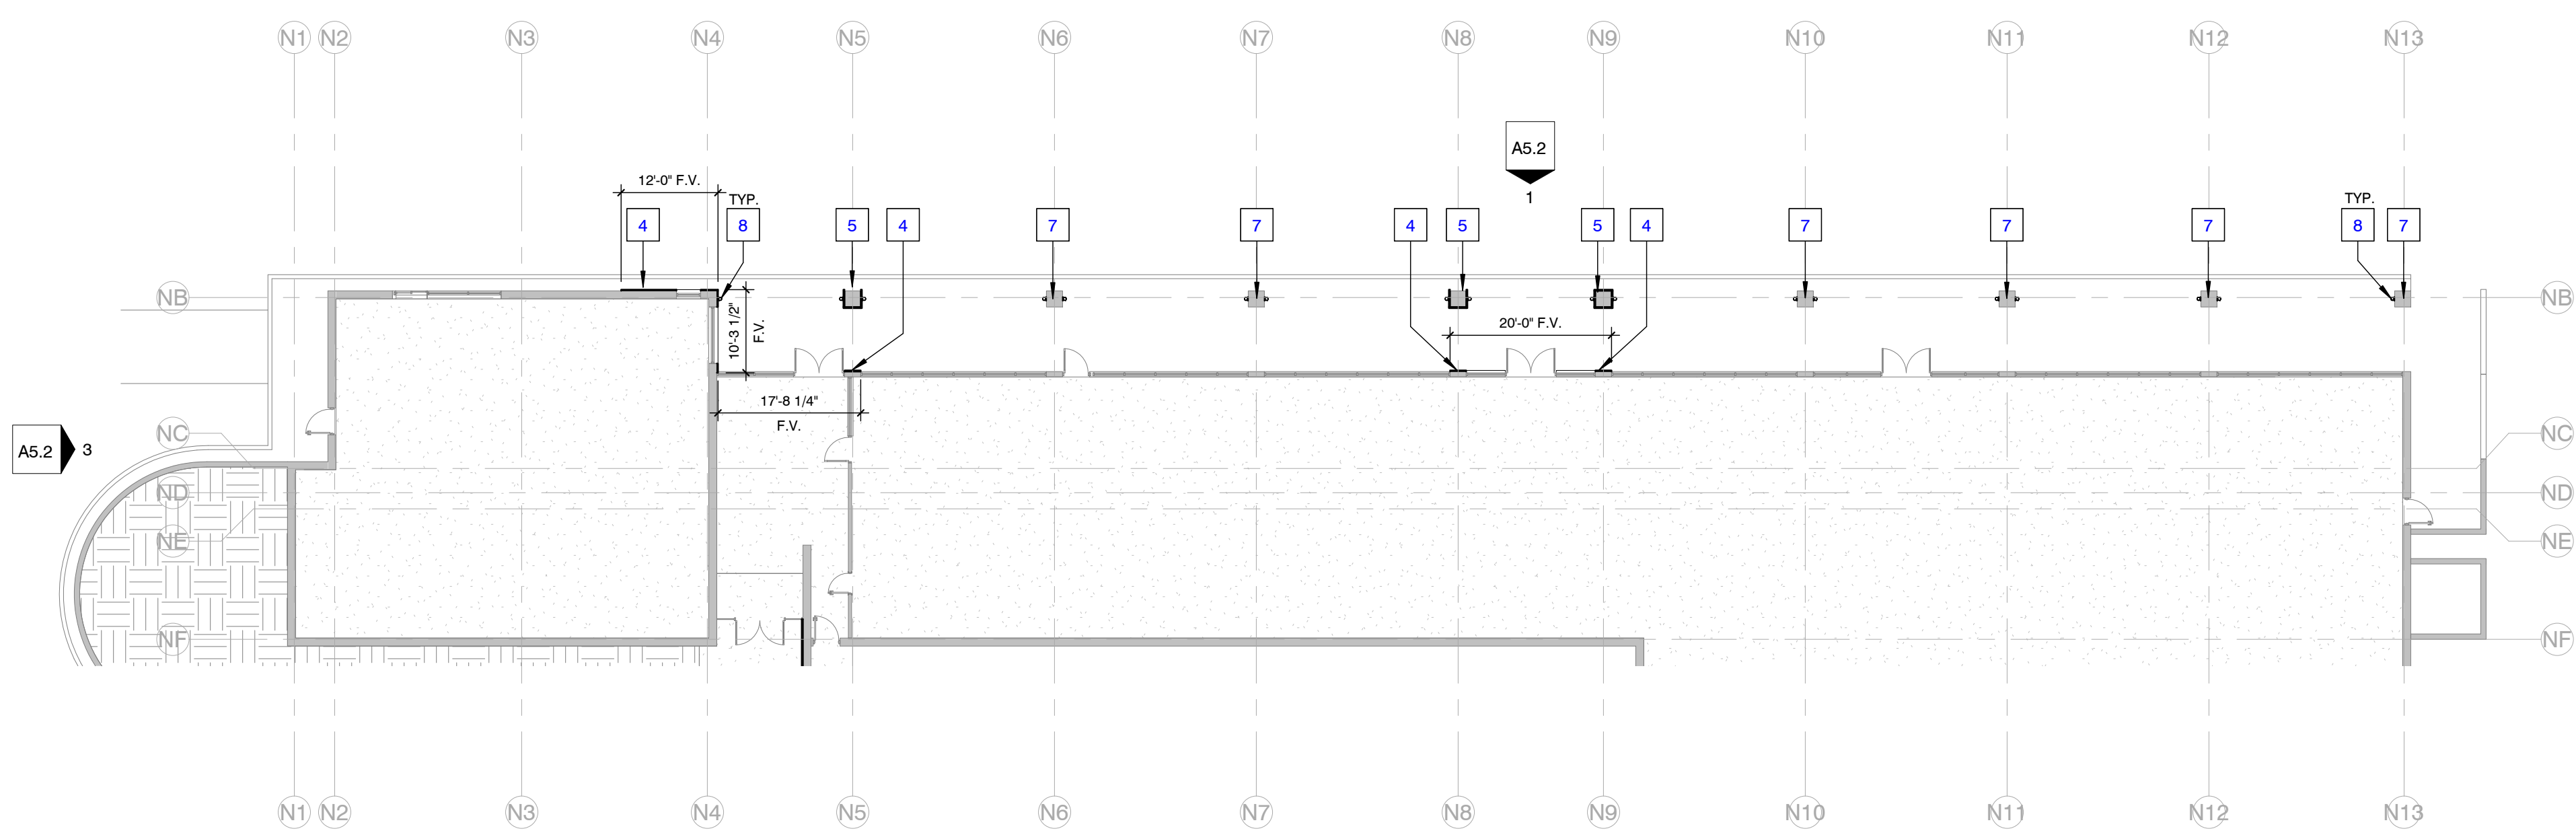 N1 N2 N3 N4 N5 N6 N7 N8 N9 N10 N11 N12 N13
A5.2
1
12'-0" F.V.
TYP.
TYP.
4 8 5 4 7 7 4 5 5 4 7 7 7 8 7
NB
NB
10'-3 1/2"
F.V.
20'-0" F.V.
17'-8 1/4"
F.V.
A5.2
3
NC
NC
ND
ND
NE
NE
NF
NF
N1 N2 N3 N4 N5 N6 N7 N8 N9 N10 N11 N12 N13